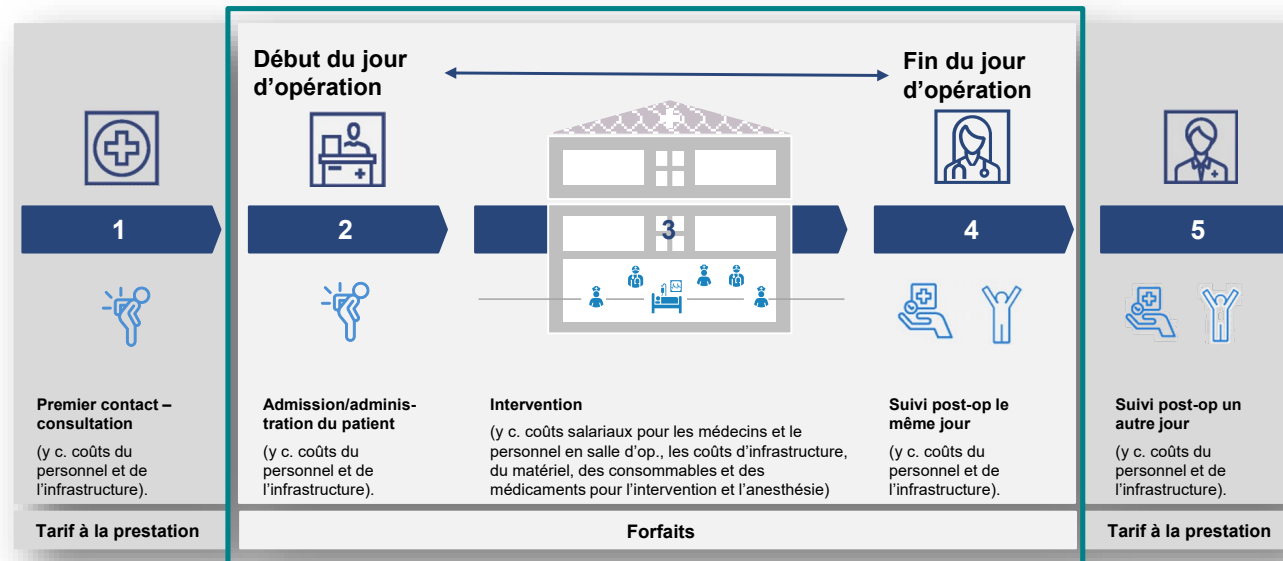 Début du jour
d'opération
Fin du jour
d'opération
1
2
3
4
5
Premier contact –
consultation
(y c. coûts du
personnel et de
l'infrastructure).
Admission/adminis-
tration du patient
(y c. coûts du
personnel et de
l'infrastructure).
Intervention
(y c. coûts salariaux pour les médecins et le
personnel en salle d'op., les coûts d'infrastructure,
du matériel, des consommables et des
médicaments pour l'intervention et l'anesthésie)
Suivi post-op le
même jour
(y c. coûts du
personnel et de
l'infrastructure).
Suivi post-op un
autre jour
(y c. coûts du
personnel et de
l'infrastructure).
Tarif à la prestation
Forfaits
Tarif à la prestation